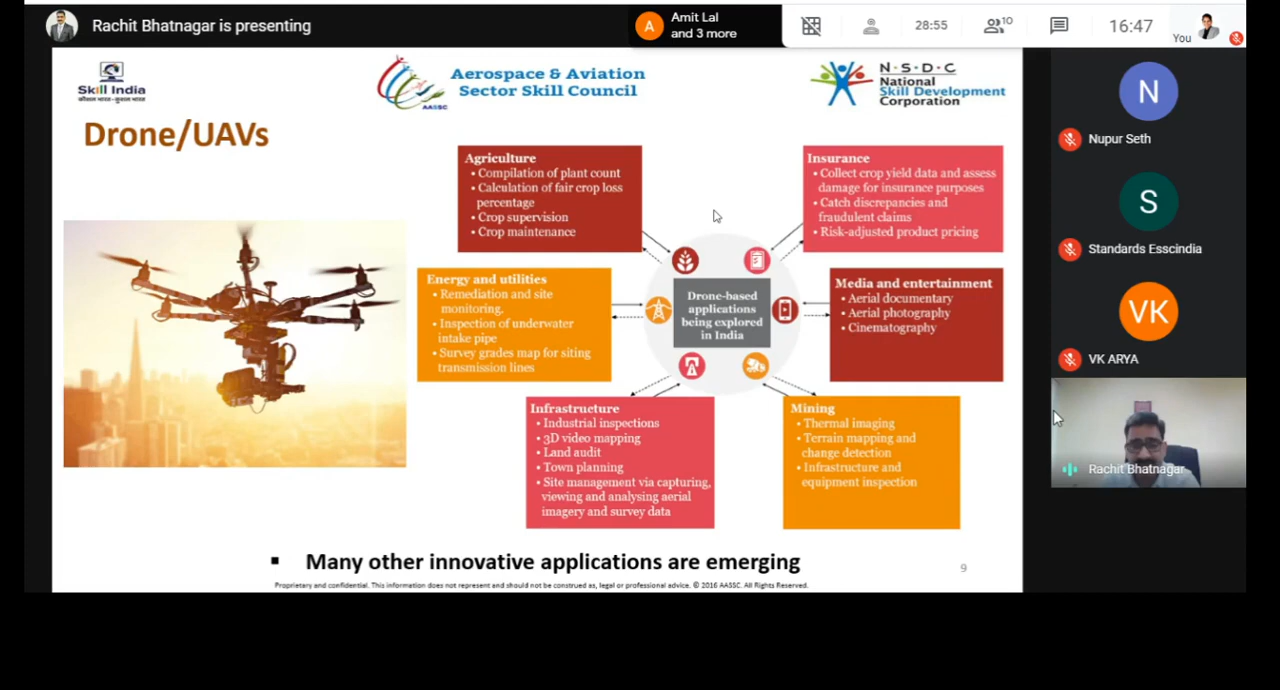 Rachit Bhatnagar is presenting
A
Amit Lal
and 3 more
28:55
10
16:47
You
Skill India
कौशल भारत-कुशल भारत
AASSC
Aerospace & Aviation
Sector Skill Council
N·S·D·C
National
Skill Development
Corporation
Drone/UAVs
Agriculture
• Compilation of plant count
• Calculation of fair crop loss
percentage
• Crop supervision
• Crop maintenance
Insurance
• Collect crop yield data and assess
damage for insurance purposes
• Catch discrepancies and
fraudulent claims
• Risk-adjusted product pricing
Energy and utilities
• Remediation and site
monitoring.
• Inspection of underwater
intake pipe
• Survey grades map for siting
transmission lines
Drone-based
applications
being explored
in India
Media and entertainment
• Aerial documentary
• Aerial photography
• Cinematography
Infrastructure
• Industrial inspections
• 3D video mapping
• Land audit
• Town planning
• Site management via capturing,
viewing and analysing aerial
imagery and survey data
Mining
• Thermal imaging
• Terrain mapping and
change detection
• Infrastructure and
equipment inspection
▪ Many other innovative applications are emerging
9
Proprietary and confidential. This information does not represent and should not be construed as, legal or professional advice. © 2016 AASSC. All Rights Reserved.
N
Nupur Seth
S
Standards Esscindia
VK
VK ARYA
Rachit Bhatnagar